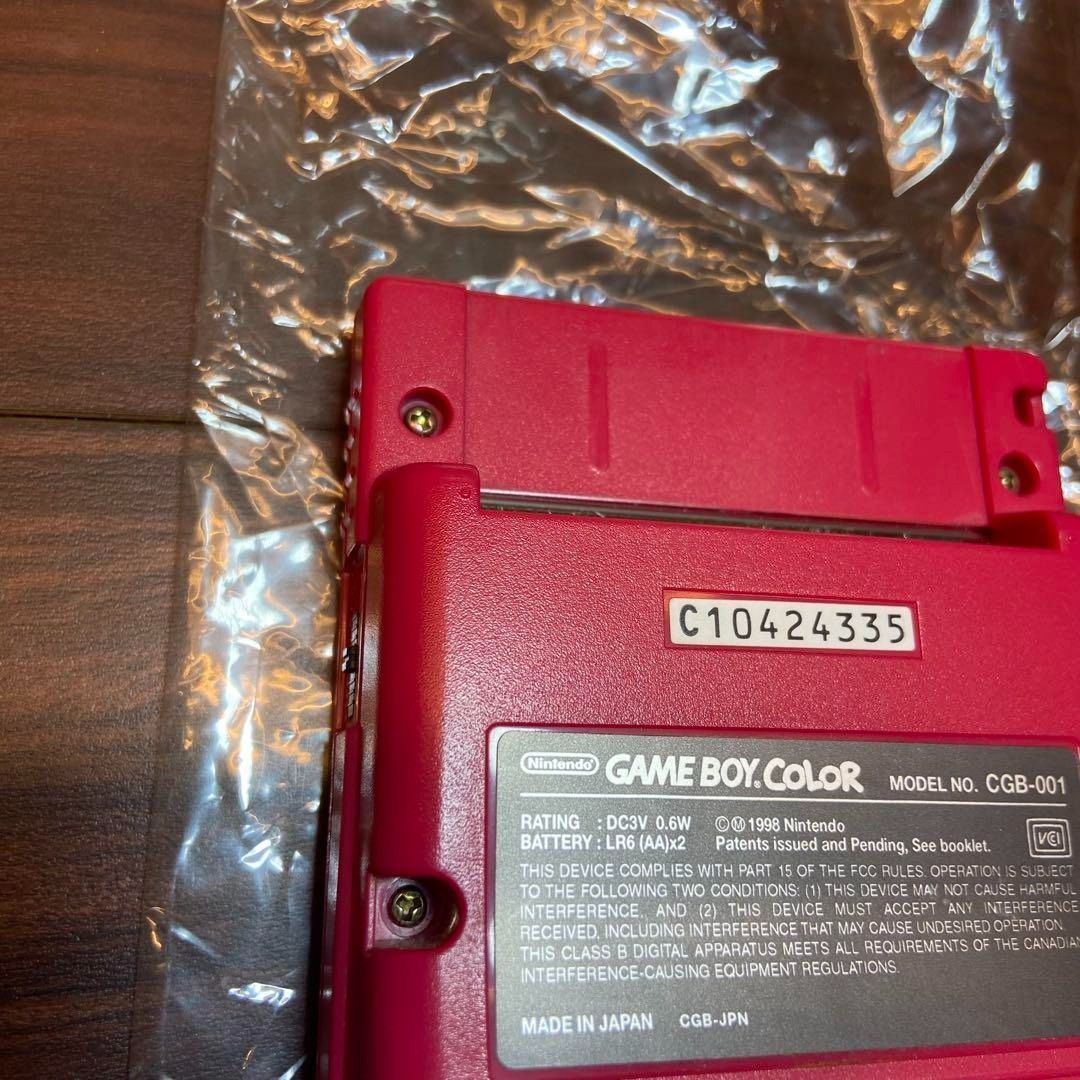 C10424335
Nintendo GAME BOY COLOR MODEL NO. CGB-001
RATING : DC3V 0.6W ©Ⓜ 1998 Nintendo
BATTERY : LR6 (AA)x2 Patents issued and Pending, See booklet.
VCI
THIS DEVICE COMPLIES WITH PART 15 OF THE FCC RULES. OPERATION IS SUBJECT
TO THE FOLLOWING TWO CONDITIONS: (1) THIS DEVICE MAY NOT CAUSE HARMFUL
INTERFERENCE, AND (2) THIS DEVICE MUST ACCEPT ANY INTERFERENCE
RECEIVED, INCLUDING INTERFERENCE THAT MAY CAUSE UNDESIRED OPERATION.
THIS CLASS B DIGITAL APPARATUS MEETS ALL REQUIREMENTS OF THE CANADIAN
INTERFERENCE-CAUSING EQUIPMENT REGULATIONS.
MADE IN JAPAN CGB-JPN